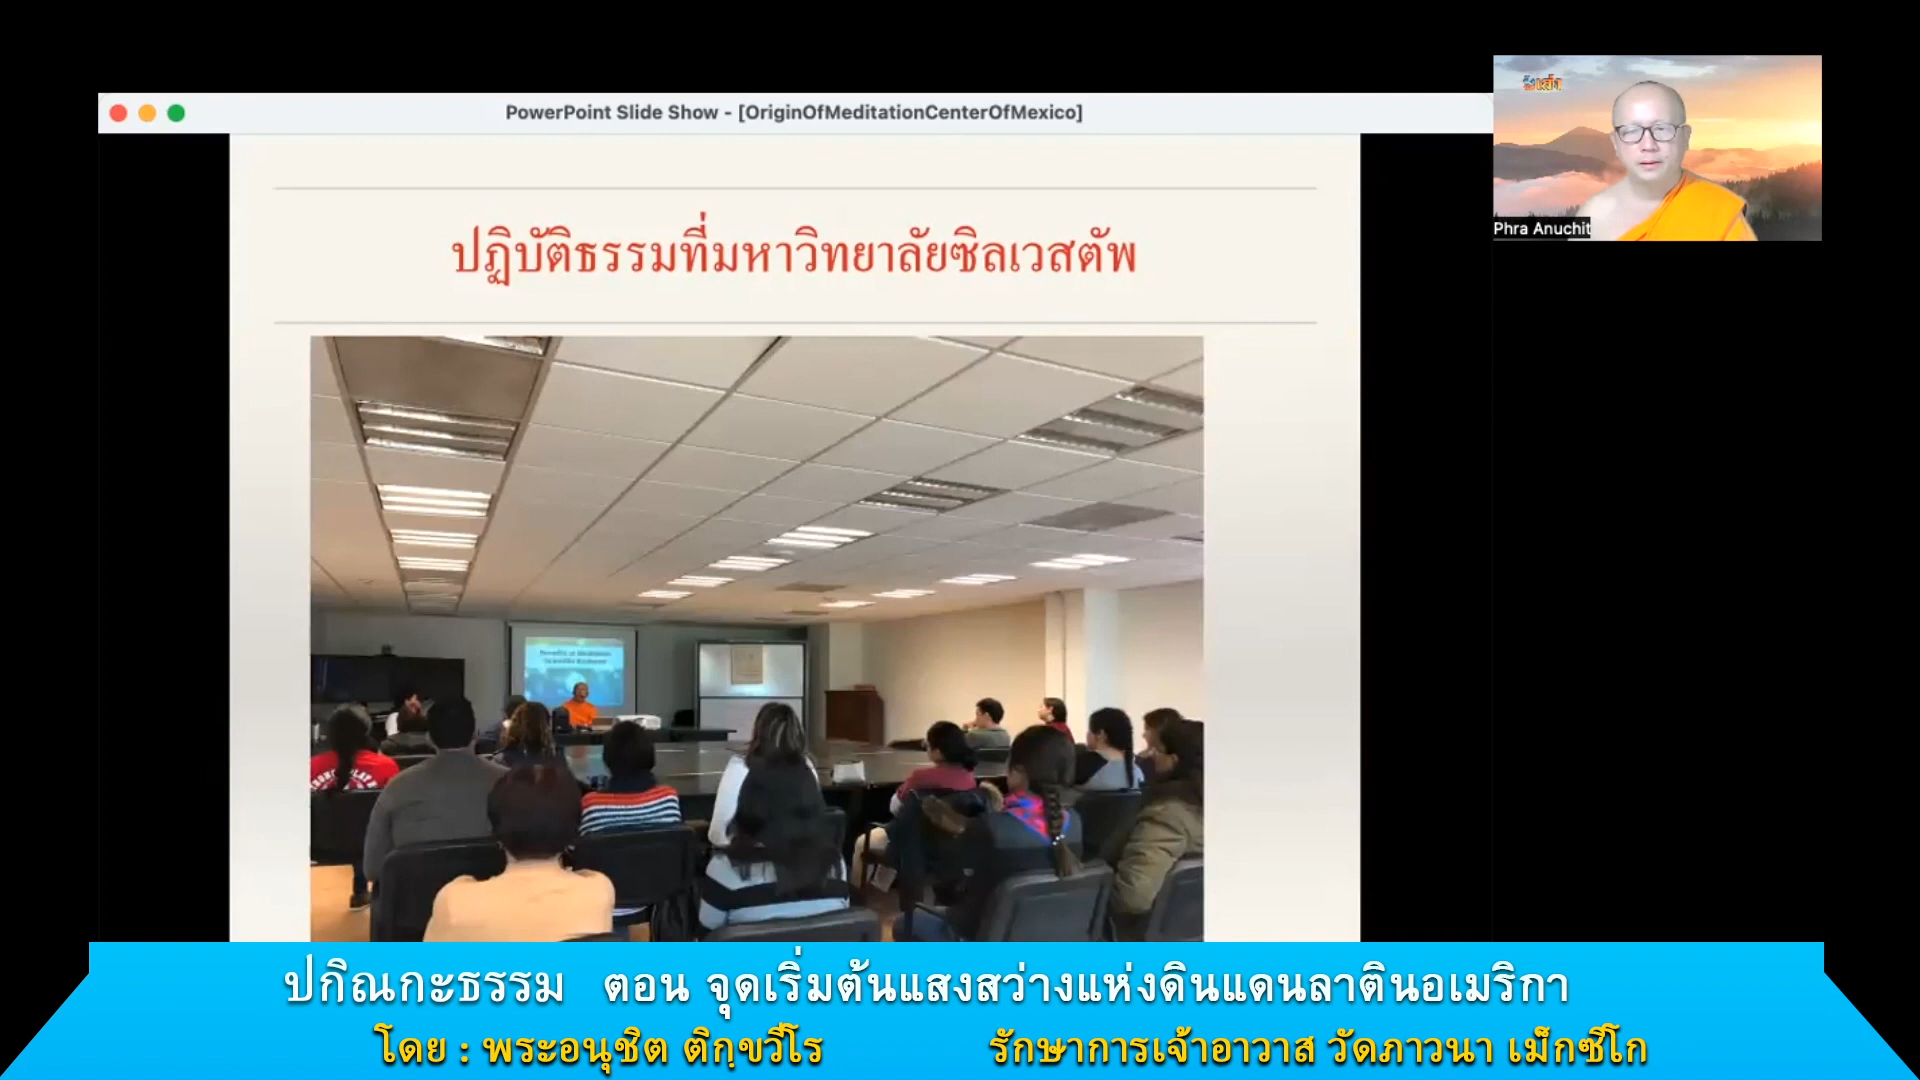 PowerPoint Slide Show - [OriginOfMeditationCenterOfMexico]
Phra Anuchit
ปฏิบัติธรรมที่มหาวิทยาลัยซิลเวสตัพ
Benefits of Meditation
Scientific Evidence
ปกิณกะธรรม ตอน จุดเริ่มต้นแสงสว่างแห่งดินแดนลาตินอเมริกา
โดย : พระอนุชิต ติกฺขวีโร รักษาการเจ้าอาวาส วัดภาวนา เม็กซิโก